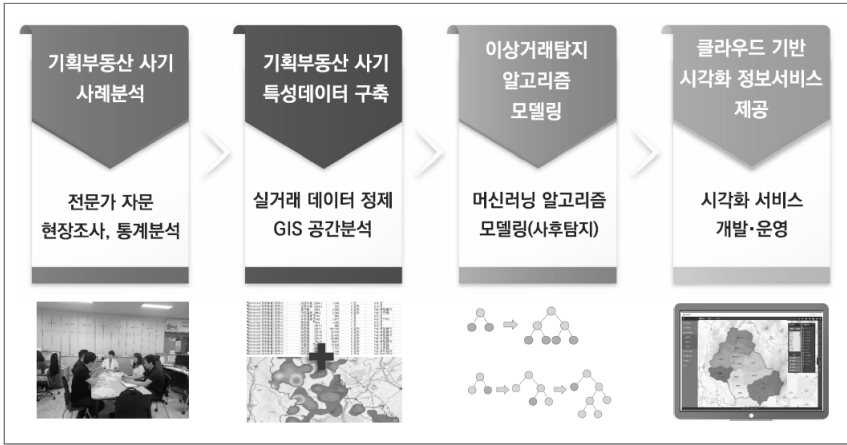 기획부동산 사기
사례분석
전문가 자문
현장조사, 통계분석
기획부동산 사기
특성데이터 구축
실거래 데이터 정제
GIS 공간분석
이상거래탐지
알고리즘
모델링
머신러닝 알고리즘
모델링(사후탐지)
클라우드 기반
시각화 정보서비스
제공
시각화 서비스
개발·운영